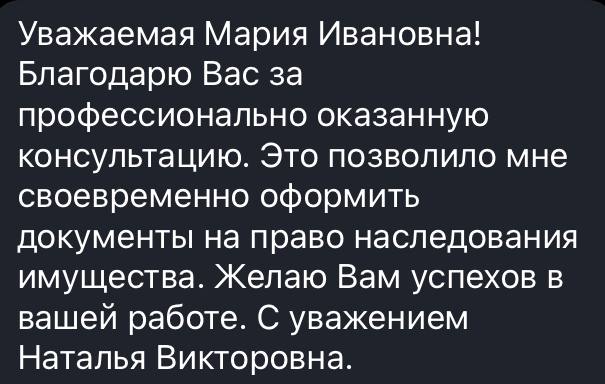 Уважаемая Мария Ивановна!
Благодарю Вас за
профессионально оказанную
консультацию. Это позволило мне
своевременно оформить
документы на право наследования
имущества. Желаю Вам успехов в
вашей работе. С уважением
Наталья Викторовна.